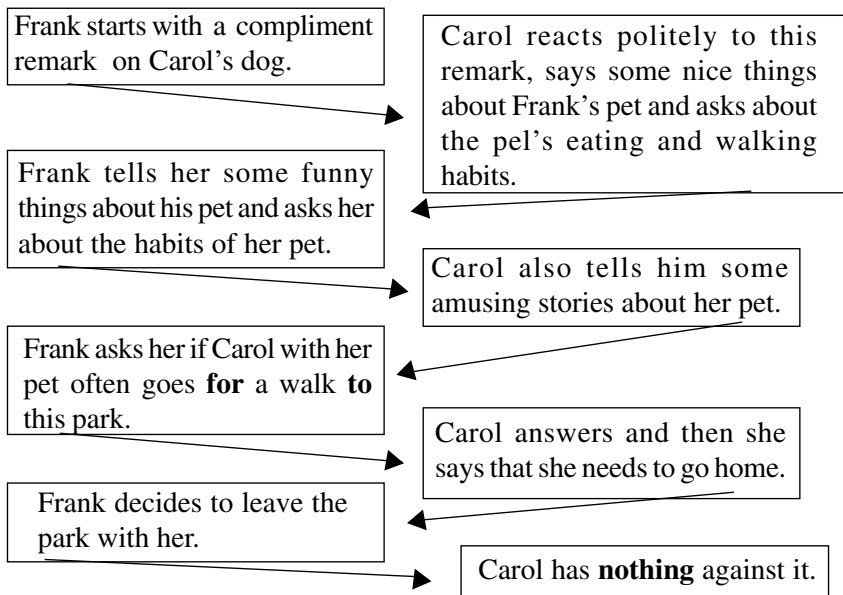 Frank starts with a compliment
remark on Carol's dog.
Carol reacts politely to this
remark, says some nice things
about Frank's pet and asks about
the pel's eating and walking
habits.
Frank tells her some funny
things about his pet and asks her
about the habits of her pet.
Carol also tells him some
amusing stories about her pet.
Frank asks her if Carol with her
pet often goes for a walk to
this park.
Carol answers and then she
says that she needs to go home.
Frank decides to leave the
park with her.
Carol has nothing against it.